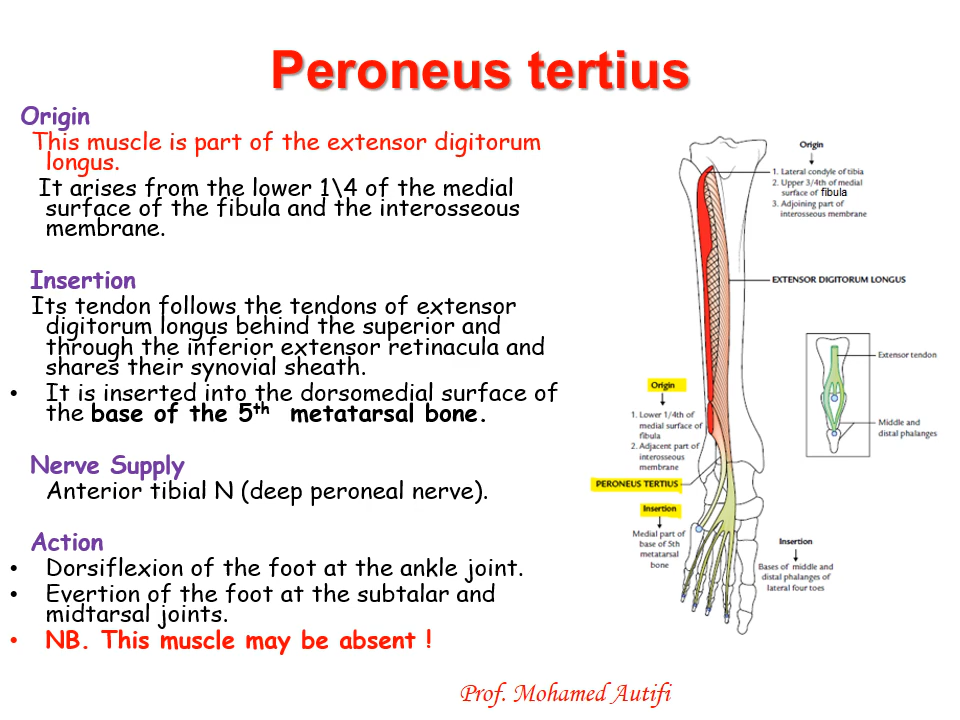 Peroneus tertius
Origin
This muscle is part of the extensor digitorum
longus.
It arises from the lower 1\4 of the medial
surface of the fibula and the interosseous
membrane.
Insertion
Its tendon follows the tendons of extensor
digitorum longus behind the superior and
through the inferior extensor retinacula and
shares their synovial sheath.
• It is inserted into the dorsomedial surface of
the base of the 5th metatarsal bone.
Nerve Supply
Anterior tibial N (deep peroneal nerve).
Action
• Dorsiflexion of the foot at the ankle joint.
• Eversion of the foot at the subtalar and
midtarsal joints.
• NB. This muscle may be absent !
Origin
1. Lateral condyle of tibia
2. Upper 3/4th of medial
surface of fibula
3. Adjoining part of
interosseous membrane
EXTENSOR DIGITORUM LONGUS
Extensor tendon
Middle and
distal phalanges
Origin
1. Lower 1/4th of
medial surface of
fibula
2. Adjacent part of
interosseous
membrane
PERONEUS TERTIUS
Insertion
Medial part of
base of 5th
metatarsal
bone
Insertion
Bases of middle and
distal phalanges of
lateral four toes
Prof. Mohamed Autifi